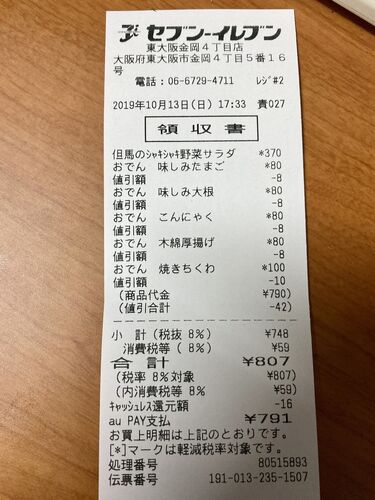 セブン-イレブン
東大阪金岡4丁目店
大阪府東大阪市金岡4丁目5番16
号
電話：06-6729-4711 レジ#2
2019年10月13日(日) 17:33 責027
領収書
但馬のシャキシャキ野菜サラダ *370
おでん 味しみたまご *80
値引額 -8
おでん 味しみ大根 *80
値引額 -8
おでん こんにゃく *80
値引額 -8
おでん 木綿厚揚げ *80
値引額 -8
おでん 焼きちくわ *100
値引額 -10
(商品代金 ¥790)
(値引合計 -42)
小 計(税抜 8%) ¥748
消費税等( 8%) ¥59
合 計 ¥807
(税率 8%対象 ¥807)
(内消費税等 8% ¥59)
キャッシュレス還元額 -16
au PAY支払 ¥791
お買上明細は上記のとおりです。
[*]マークは軽減税率対象です。
処理番号 80515893
伝票番号 191-013-235-1507